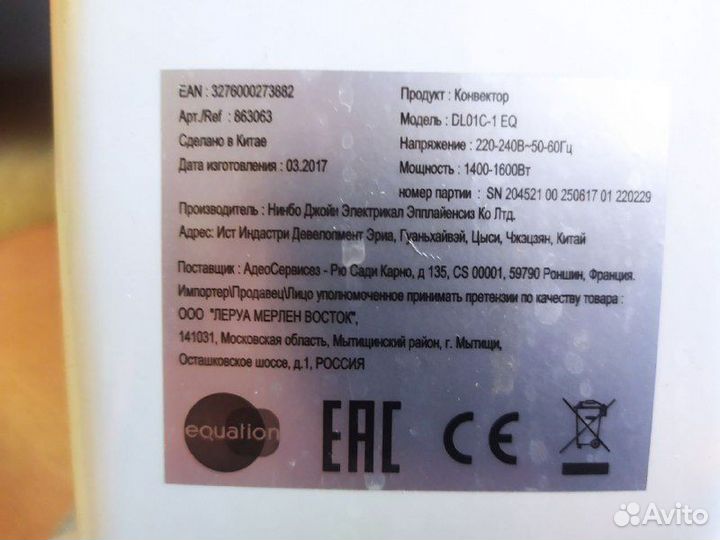 EAN : 3276000273882
Арт./Ref : 863063
Сделано в Китае
Дата изготовления : 03.2017
Продукт : Конвектор
Модель : DL01C-1 EQ
Напряжение : 220-240В~50-60Гц
Мощность : 1400-1600Вт
номер партии : SN 204521 00 250617 01 220229
Производитель : Нинбо Джойн Электрикал Эпплайенсиз Ко Лтд.
Адрес: Ист Индастри Девелопмент Эриа, Гуаньхайвэй, Цыси, Чжэцзян, Китай
Поставщик : АдеоСервисез - Рю Сади Карно, д 135, CS 00001, 59790 Роншин, Франция.
Импортер\Продавец\Лицо уполномоченное принимать претензии по качеству товара :
ООО "ЛЕРУА МЕРЛЕН ВОСТОК",
141031, Московская область, Мытищинский район, г. Мытищи,
Осташковское шоссе, д.1, РОССИЯ
equation
EAC CE
Avito